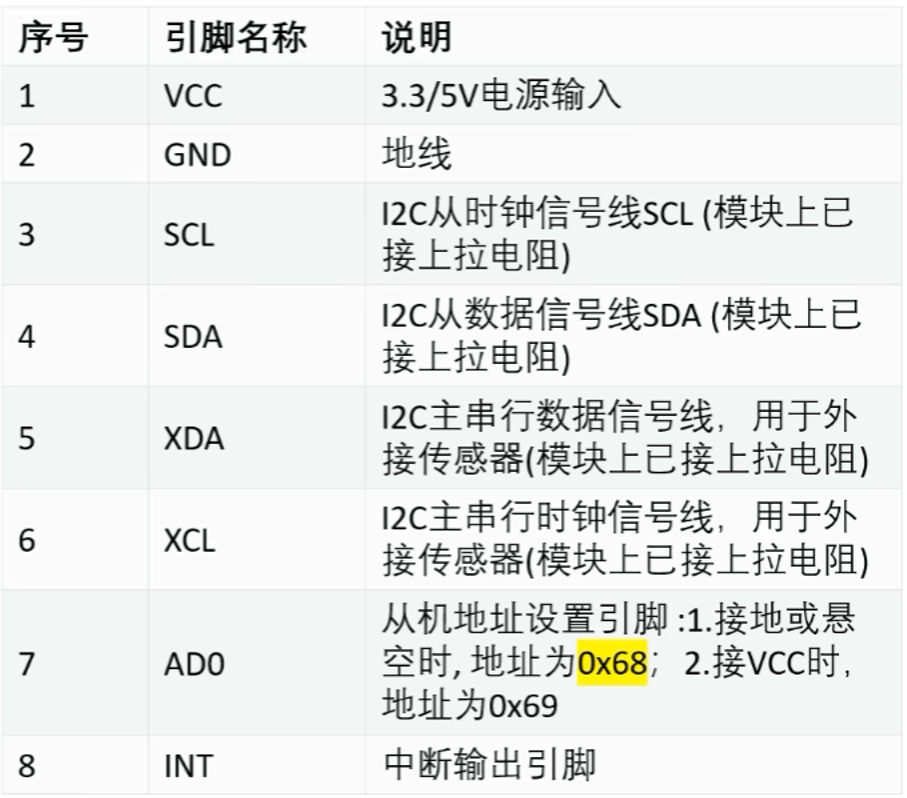 序号 引脚名称 说明
1 VCC 3.3/5V电源输入
2 GND 地线
3 SCL I2C从时钟信号线SCL (模块上已
接上拉电阻)
4 SDA I2C从数据信号线SDA (模块上已
接上拉电阻)
5 XDA I2C主串行数据信号线，用于外
接传感器(模块上已接上拉电阻)
6 XCL I2C主串行时钟信号线，用于外
接传感器(模块上已接上拉电阻)
7 AD0 从机地址设置引脚:1.接地或悬
空时, 地址为0x68；2.接VCC时，
地址为0x69
8 INT 中断输出引脚